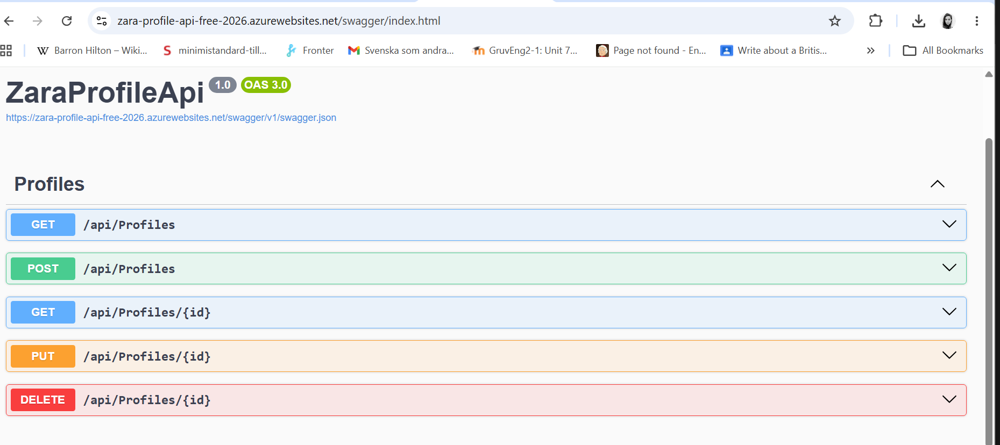 zara-profile-api-free-2026.azurewebsites.net/swagger/index.html
Barron Hilton – Wiki... minimistandard-till... Fronter Svenska som andra... GruvEng2-1: Unit 7... Page not found - En... Write about a Britis... » All Bookmarks
ZaraProfileApi 1.0 OAS 3.0
https://zara-profile-api-free-2026.azurewebsites.net/swagger/v1/swagger.json
Profiles
GET /api/Profiles
POST /api/Profiles
GET /api/Profiles/{id}
PUT /api/Profiles/{id}
DELETE /api/Profiles/{id}